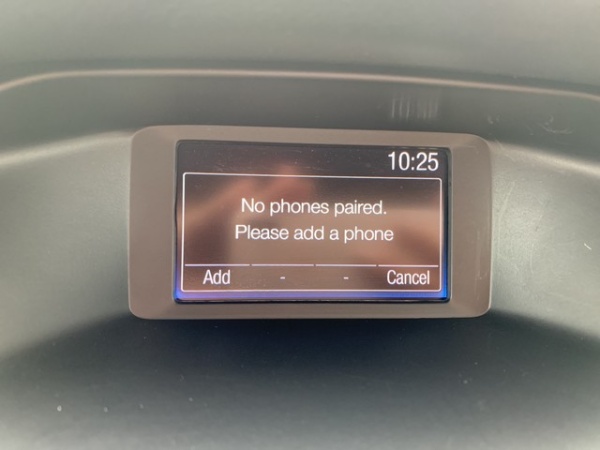 10:25
No phones paired.
Please add a phone
Add - - Cancel